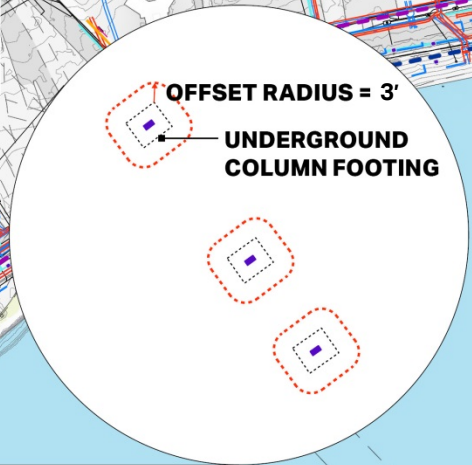 OFFSET RADIUS = 3'
UNDERGROUND
COLUMN FOOTING